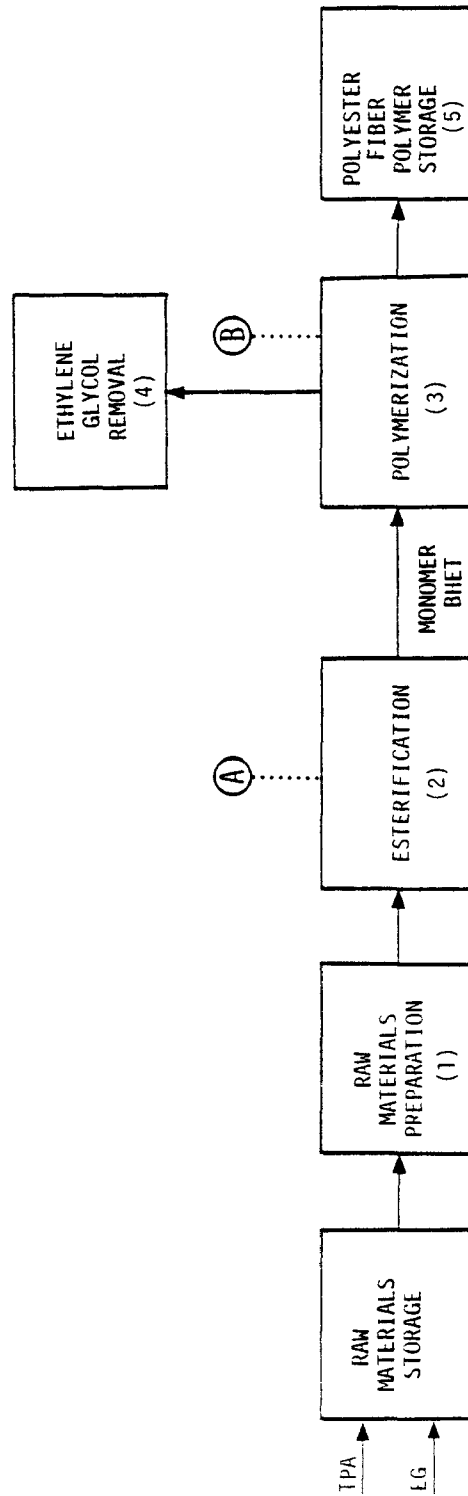 TPA
EG
RAW
MATERIALS
STORAGE
RAW
MATERIALS
PREPARATION
(1)
A
ESTERIFICATION
(2)
MONOMER
BHET
B
POLYMERIZATION
(3)
ETHYLENE
GLYCOL
REMOVAL
(4)
POLYESTER
FIBER
POLYMER
STORAGE
(5)